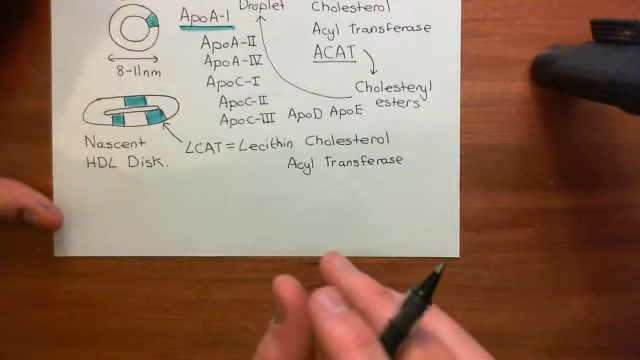 ApoA-I
ApoA-II
ApoA-IV
ApoC-I
ApoC-II
ApoC-III ApoD ApoE
8-11nm
Droplet
Cholesterol
Acyl Transferase
ACAT
Cholesteryl
esters
Nascent
HDL Disk.
LCAT = Lecithin Cholesterol
Acyl Transferase